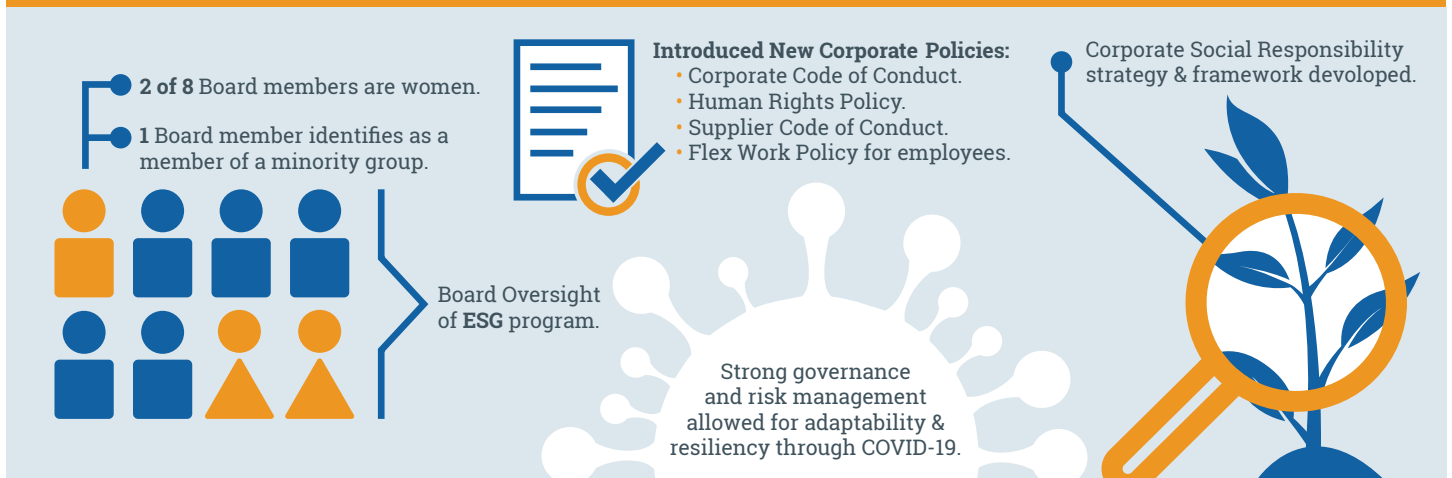 2 of 8 Board members are women.
1 Board member identifies as a
member of a minority group.
Board Oversight
of ESG program.
Introduced New Corporate Policies:
• Corporate Code of Conduct.
• Human Rights Policy.
• Supplier Code of Conduct.
• Flex Work Policy for employees.
Strong governance
and risk management
allowed for adaptability &
resiliency through COVID-19.
Corporate Social Responsibility
strategy & framework devoloped.